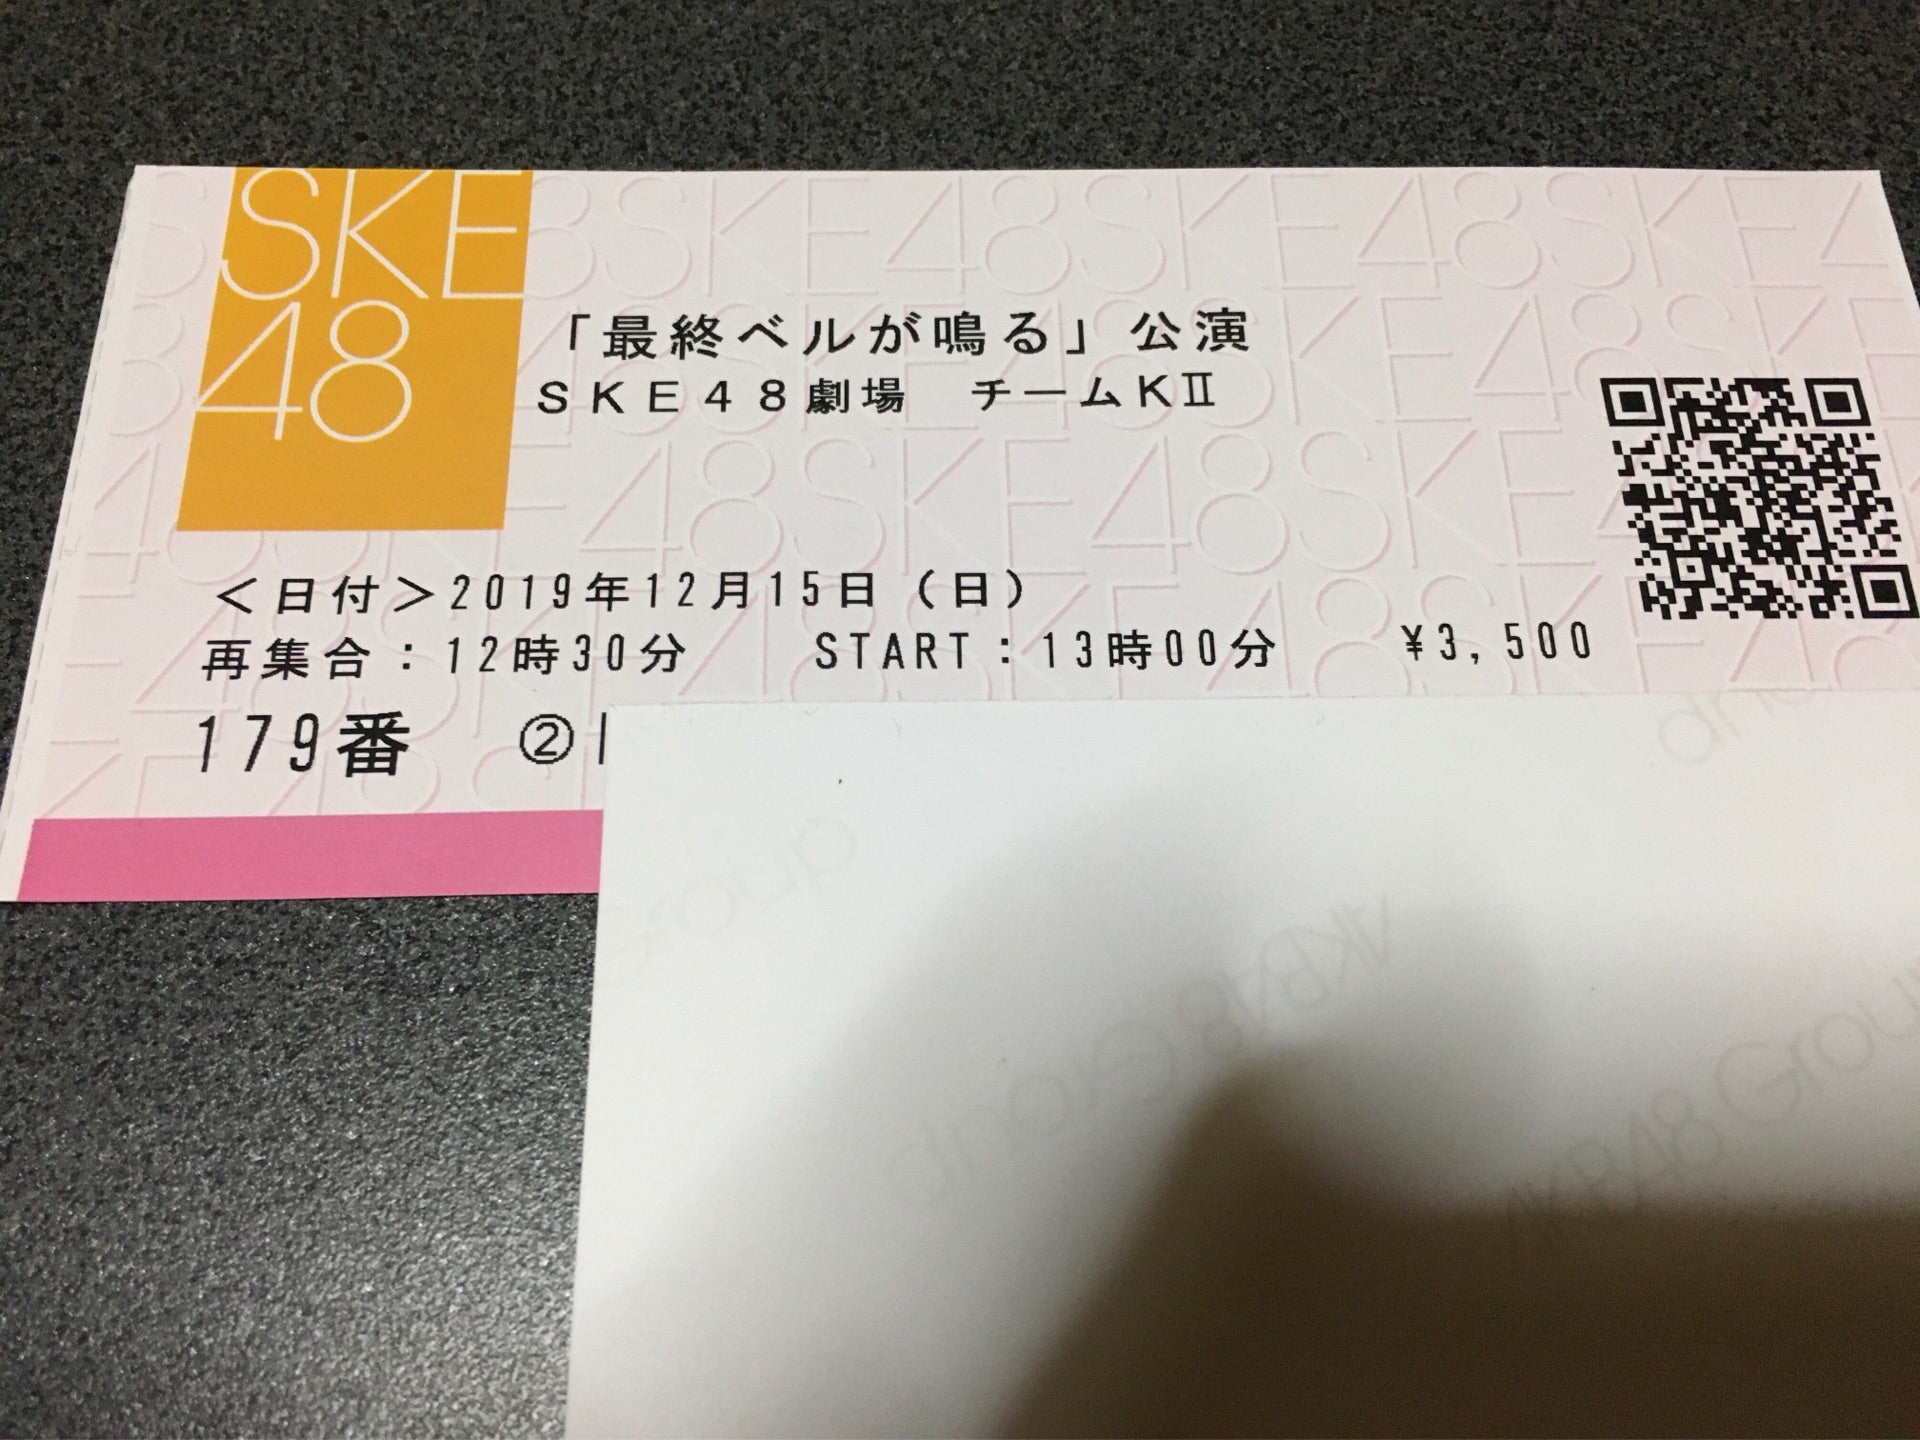 SKE
48
「最終ベルが鳴る」公演
ＳＫＥ４８劇場　チームＫⅡ
＜日付＞2019年12月15日（日）
再集合：12時30分　START：13時00分　¥3,500
179番　②